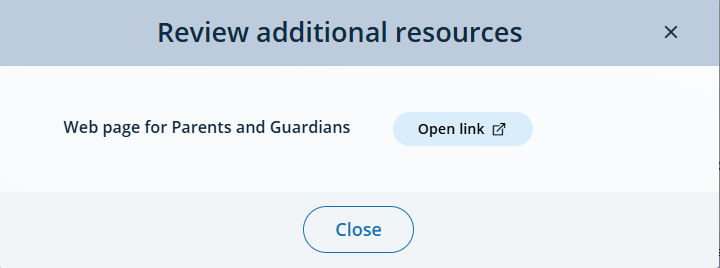 Review additional resources
Web page for Parents and Guardians
Open link
Close